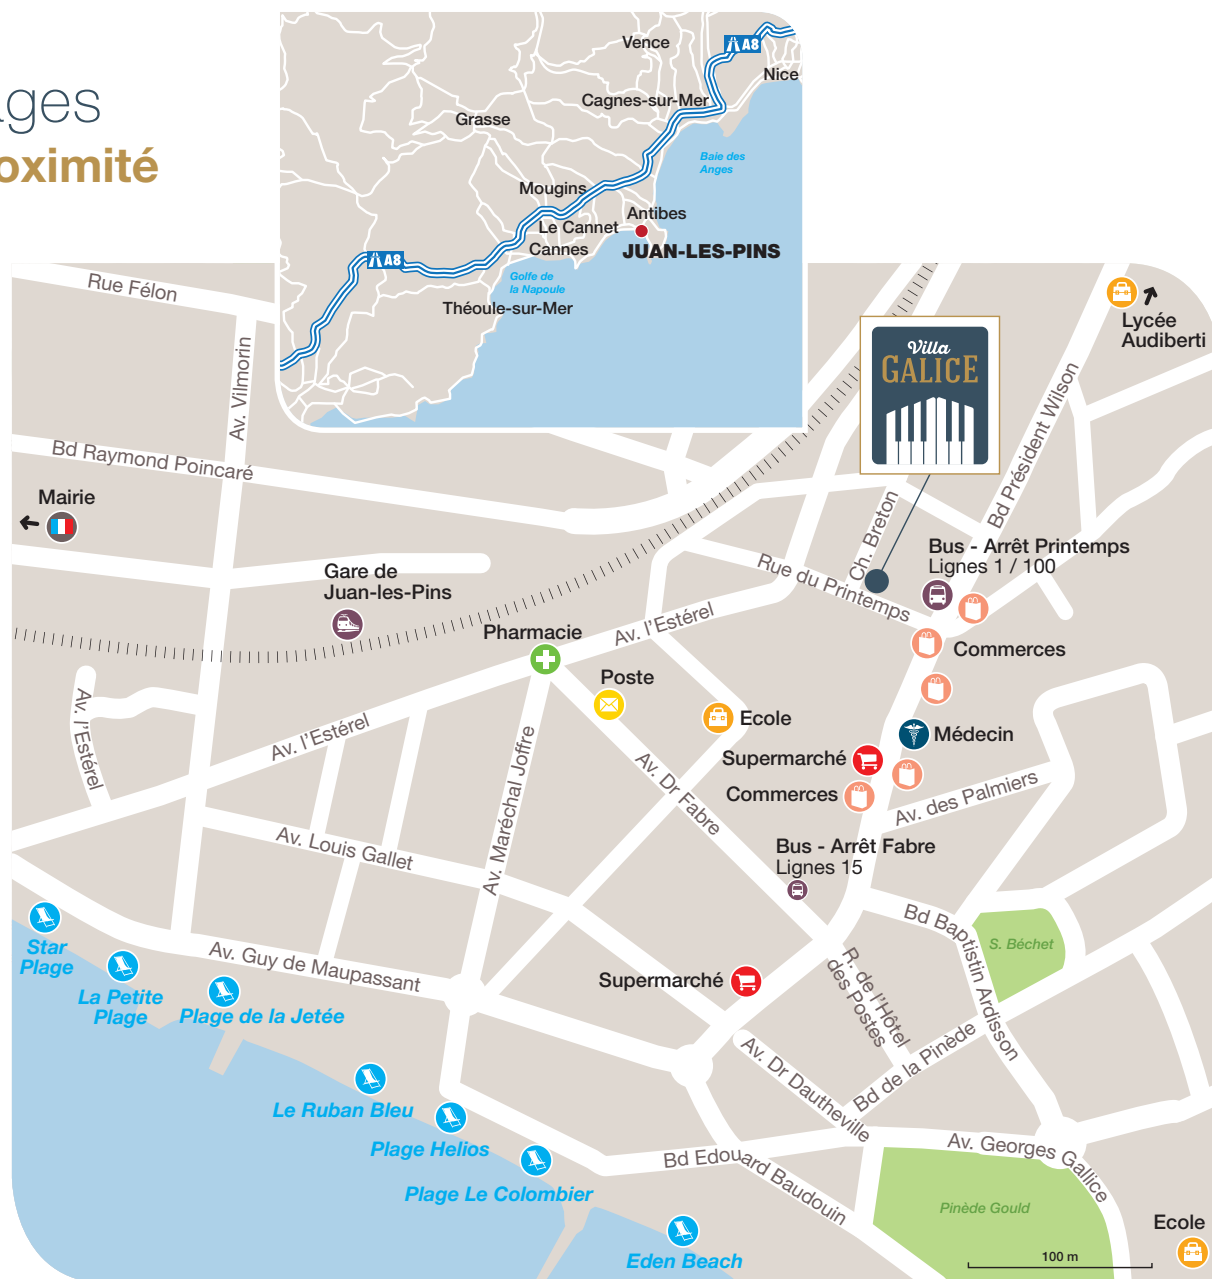 ages
oximité
Vence
A8
Nice
Cagnes-sur-Mer
Grasse
Baie des
Anges
Mougins
Antibes
Le Cannet
JUAN-LES-PINS
Cannes
A8
Golfe de
la Napoule
Théoule-sur-Mer
Rue Félon
Lycée
Audiberti
Villa
GALICE
Av. Vilmorin
Bd Président Wilson
Bd Raymond Poincaré
Mairie
Ch. Breton
Bus - Arrêt Printemps
Lignes 1 / 100
Rue du Printemps
Gare de
Juan-les-Pins
Pharmacie
Av. l'Estérel
Commerces
Poste
Ecole
Av. l'Estérel
Av. l'Estérel
Médecin
Supermarché
Commerces
Av. Dr Fabre
Av. Maréchal Joffre
Av. des Palmiers
Av. Louis Gallet
Bus - Arrêt Fabre
Lignes 15
Bd Baptistin Ardisson
S. Béchet
Star
Plage
Av. Guy de Maupassant
La Petite
Plage
Plage de la Jetée
Supermarché
R. de l'Hôtel
des Postes
Av. Dr Dautheville
Bd de la Pinède
Le Ruban Bleu
Plage Helios
Plage Le Colombier
Bd Edouard Baudouin
Av. Georges Gallice
Pinède Gould
Ecole
Eden Beach
100 m